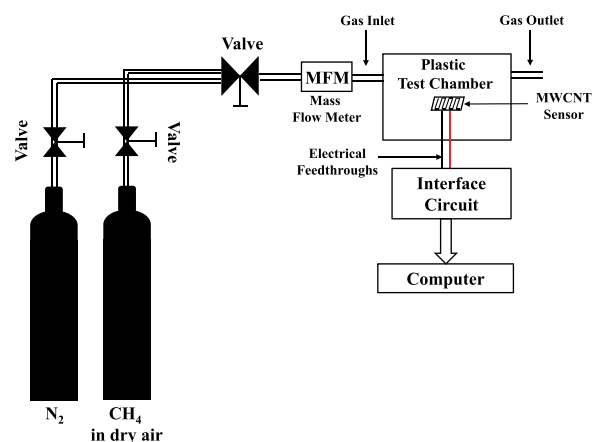 Gas Inlet
Gas Outlet
Valve
Plastic
Test Chamber
MFM
Mass
Flow Meter
MWCNT
Sensor
Valve
Valve
Electrical
Feedthroughs
Interface
Circuit
Computer
N₂
CH₄
in dry air